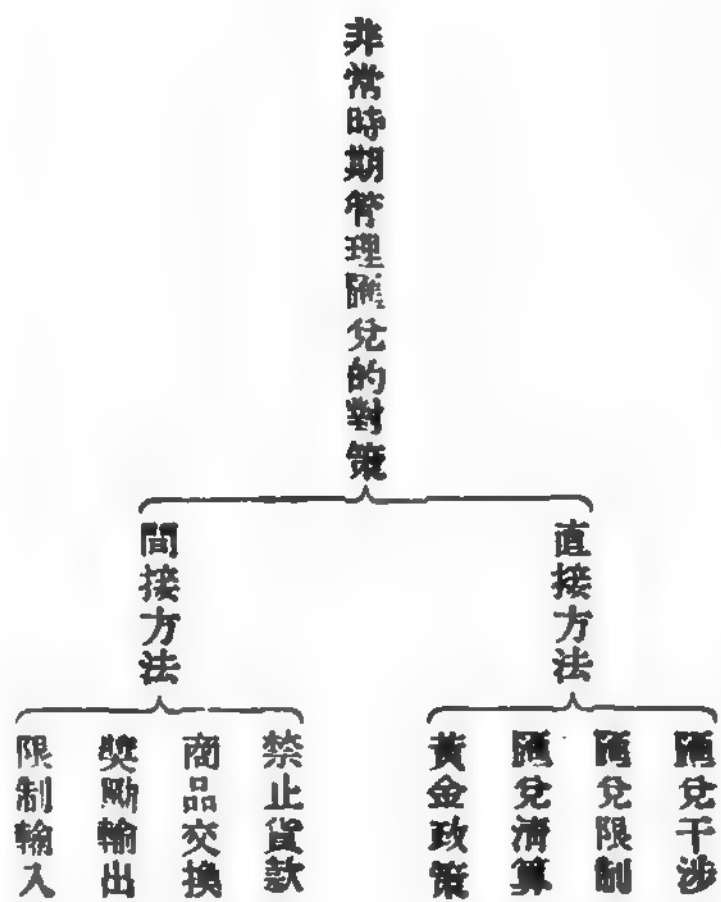 非常時期管理匯兌的對策
直接方法
匯兌干涉
匯兌限制
匯兌清算
黃金政策
間接方法
禁止貨款
商品交換
獎勵輸出
限制輸入